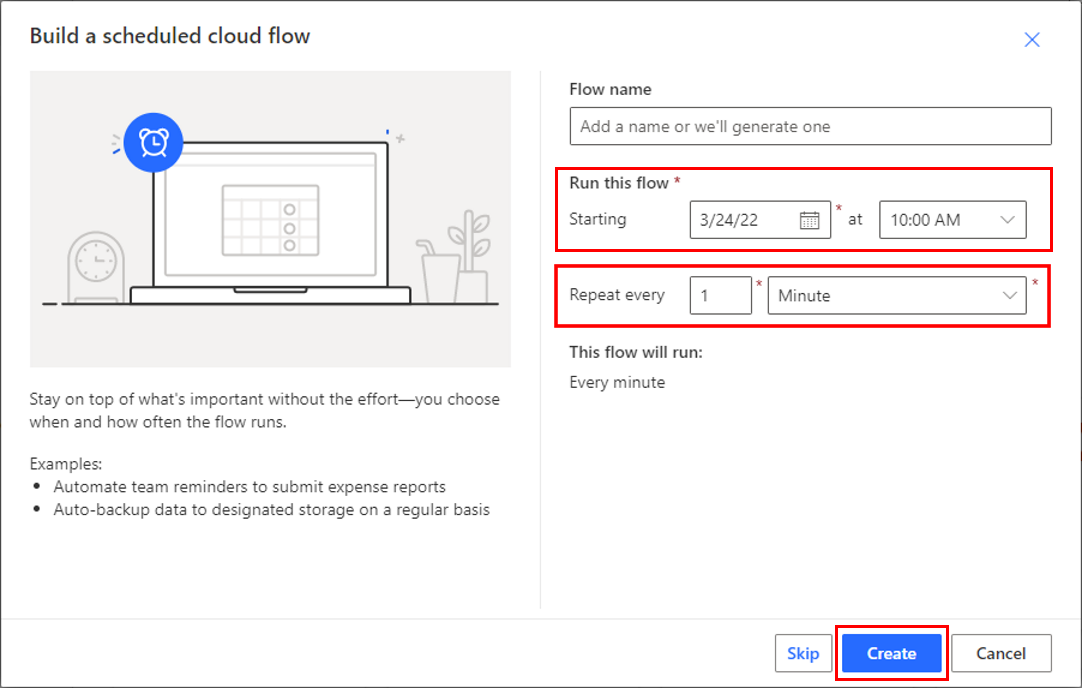 Build a scheduled cloud flow
Stay on top of what's important without the effort—you choose
when and how often the flow runs.
Examples:
• Automate team reminders to submit expense reports
• Auto-backup data to designated storage on a regular basis
Flow name
Add a name or we'll generate one
Run this flow *
Starting 3/24/22 * at 10:00 AM
Repeat every 1 * Minute *
This flow will run:
Every minute
Skip Create Cancel